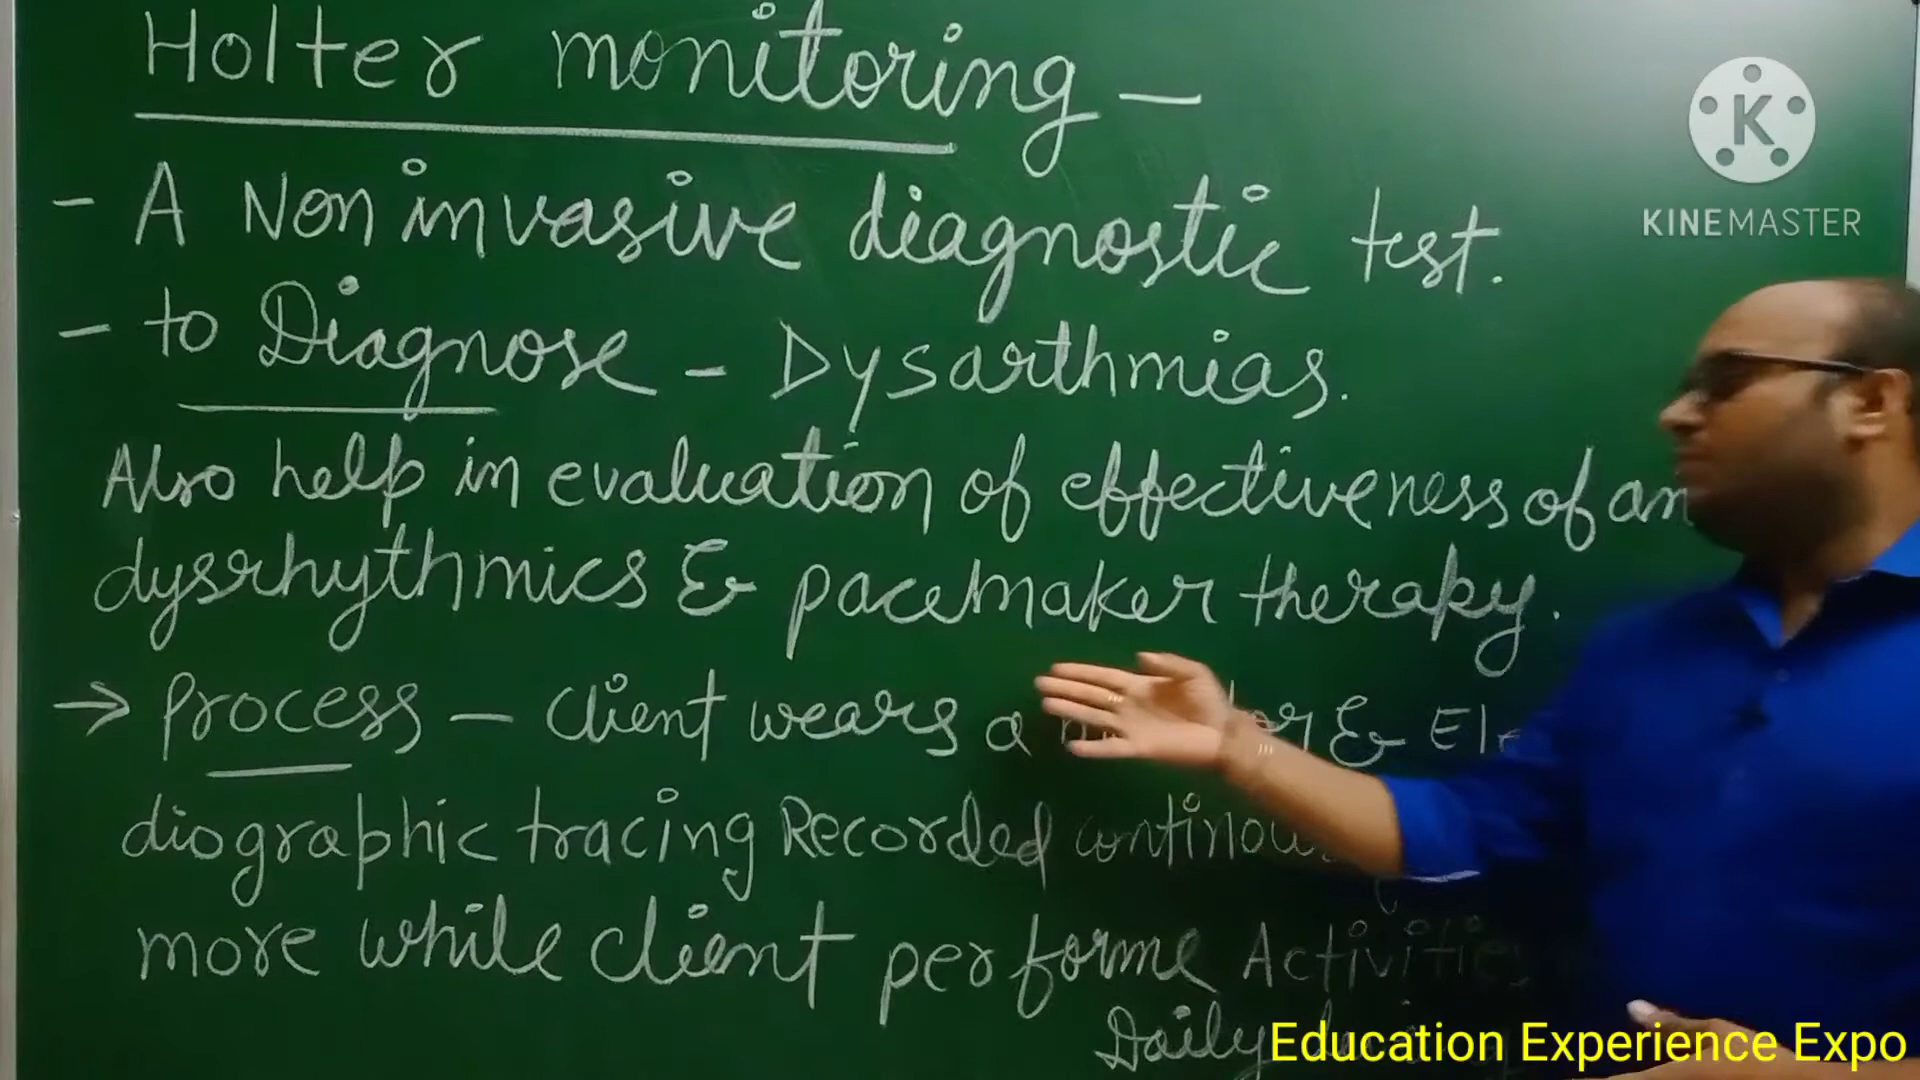 Holter monitoring -
- A Non invasive diagnostic test.
- to Diagnose - Dysarthmias.
Also help in evaluation of effectiveness of an
dysrhythmics & pacemaker therapy.
→ Process - Client wears a & Ele
diographic tracing Recorded
more while client performe Activities
Daily
KINEMASTER
Education Experience Expo